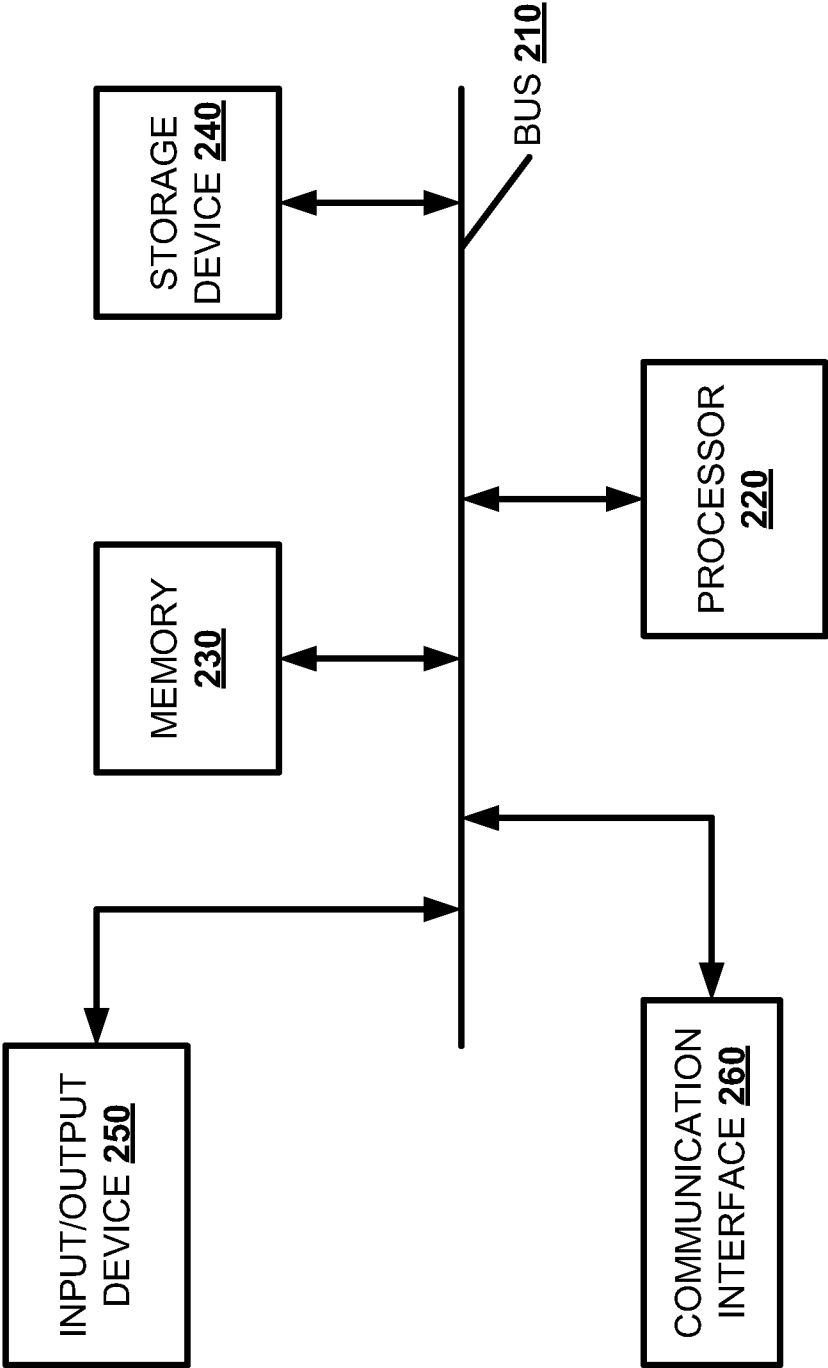 INPUT/OUTPUT
DEVICE 250
MEMORY
230
STORAGE
DEVICE 240
BUS 210
COMMUNICATION
INTERFACE 260
PROCESSOR
220